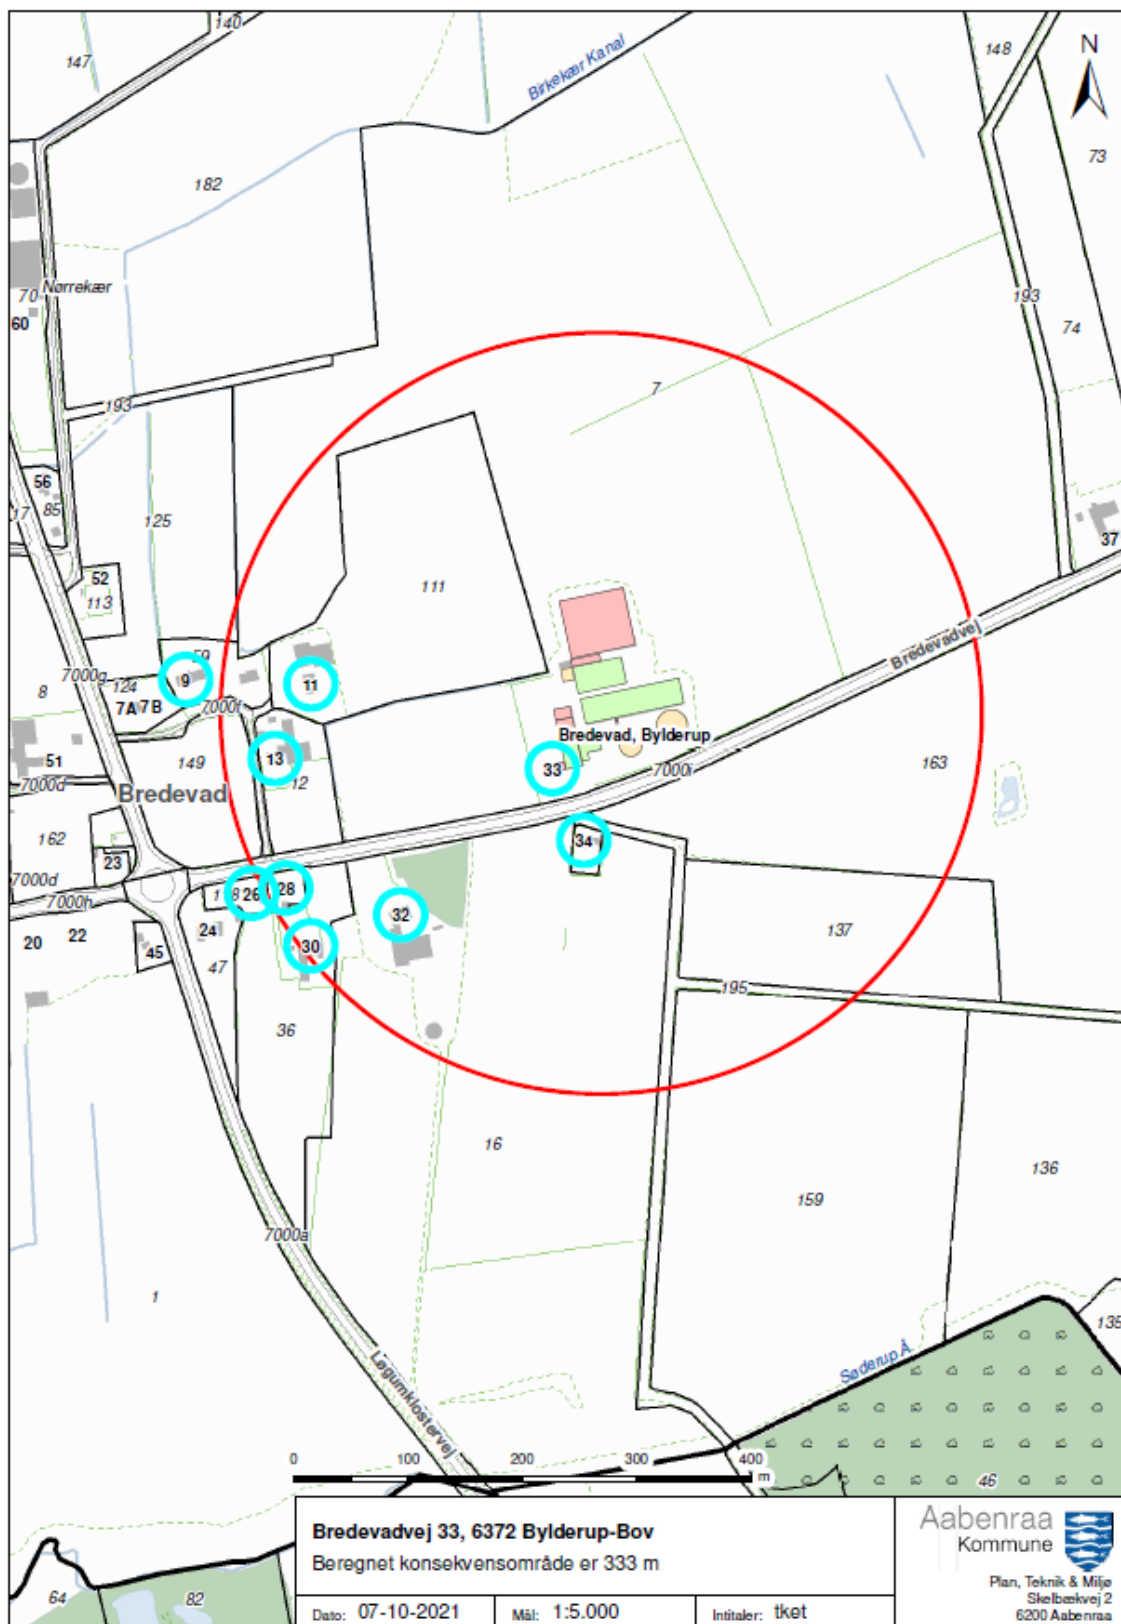 140
147
Birkekær Kanal
148
N
73
182
Nørrekær
70
60
193
74
193
7
56
85
17
125
37
52
113
111
Bredevadvej
59
7000g
8
124
9
11
7A
7B
7000f
Bredevad, Bylderup
51
149
13
12
33
7000i
163
7000d
Bredevad
162
34
23
7000d
7000h
26
28
32
20
22
24
45
30
137
47
195
36
16
136
159
7000a
1
135
Løgumklostervej
Søderup Å
0 100 200 300 400
m
46
Bredevadvej 33, 6372 Bylderup-Bov
Beregnet konsekvensområde er 333 m
Aabenraa
Kommune
Plan, Teknik & Miljø
Skelbækvej 2
6200 Aabenraa
64
82
Dato: 07-10-2021
Mål: 1:5.000
Intitaler: tket